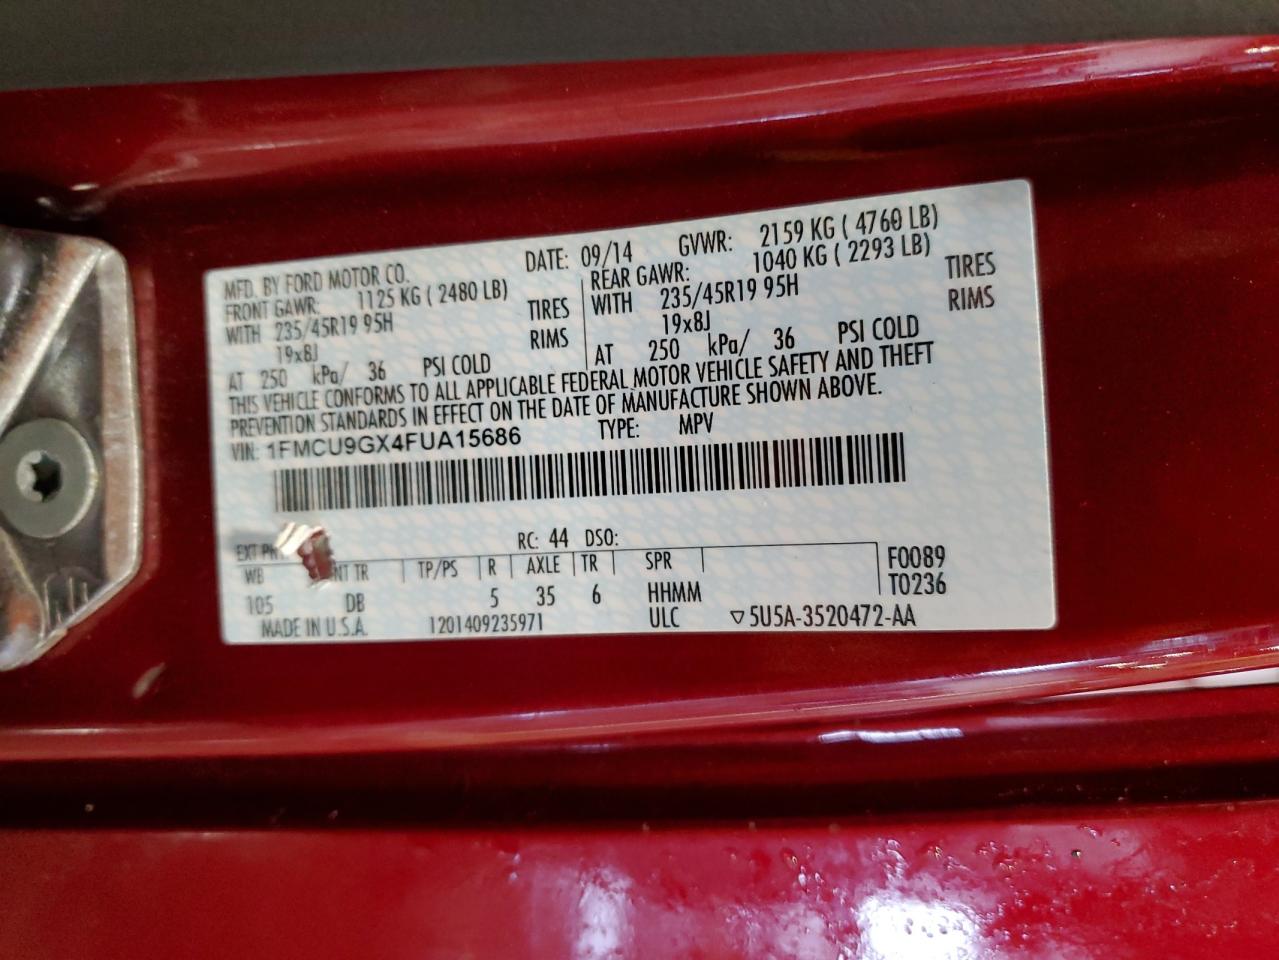 MFD. BY FORD MOTOR CO. DATE: 09/14 GVWR: 2159 KG ( 4760 LB)
FRONT GAWR: 1125 KG ( 2480 LB) REAR GAWR: 1040 KG ( 2293 LB)
WITH 235/45R19 95H TIRES WITH 235/45R19 95H TIRES
19x8J RIMS 19x8J RIMS
AT 250 kPa/ 36 PSI COLD AT 250 kPa/ 36 PSI COLD
THIS VEHICLE CONFORMS TO ALL APPLICABLE FEDERAL MOTOR VEHICLE SAFETY AND THEFT
PREVENTION STANDARDS IN EFFECT ON THE DATE OF MANUFACTURE SHOWN ABOVE.
VIN: 1FMCU9GX4FUA15686 TYPE: MPV
EXT RC: 44 DSO:
WB TR TP/PS R AXLE TR SPR F0089
105 DB 5 35 6 HHMM T0236
MADE IN U.S.A. 1201409235971 ULC ▽5U5A-3520472-AA